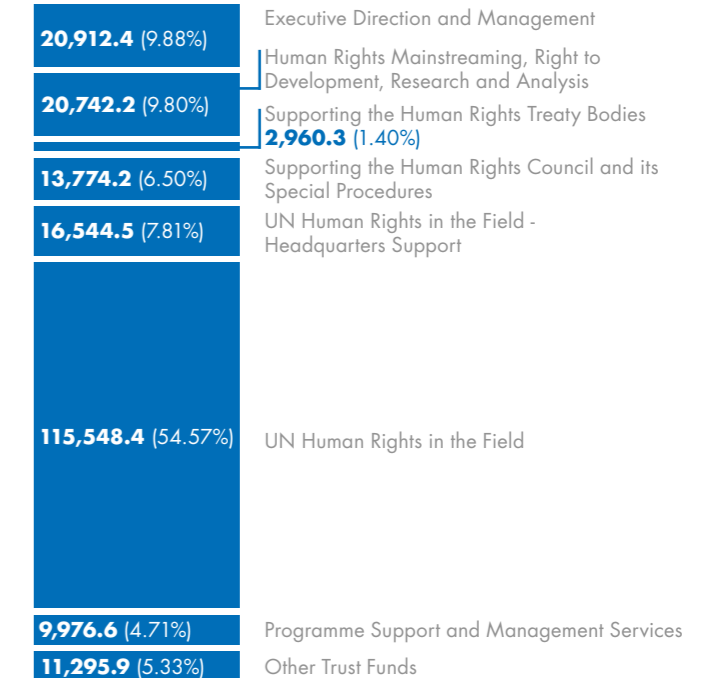 20,912.4 (9.88%)
Executive Direction and Management
20,742.2 (9.80%)
Human Rights Mainstreaming, Right to
Development, Research and Analysis
Supporting the Human Rights Treaty Bodies
2,960.3 (1.40%)
13,774.2 (6.50%)
Supporting the Human Rights Council and its
Special Procedures
16,544.5 (7.81%)
UN Human Rights in the Field -
Headquarters Support
115,548.4 (54.57%)
UN Human Rights in the Field
9,976.6 (4.71%)
Programme Support and Management Services
11,295.9 (5.33%)
Other Trust Funds